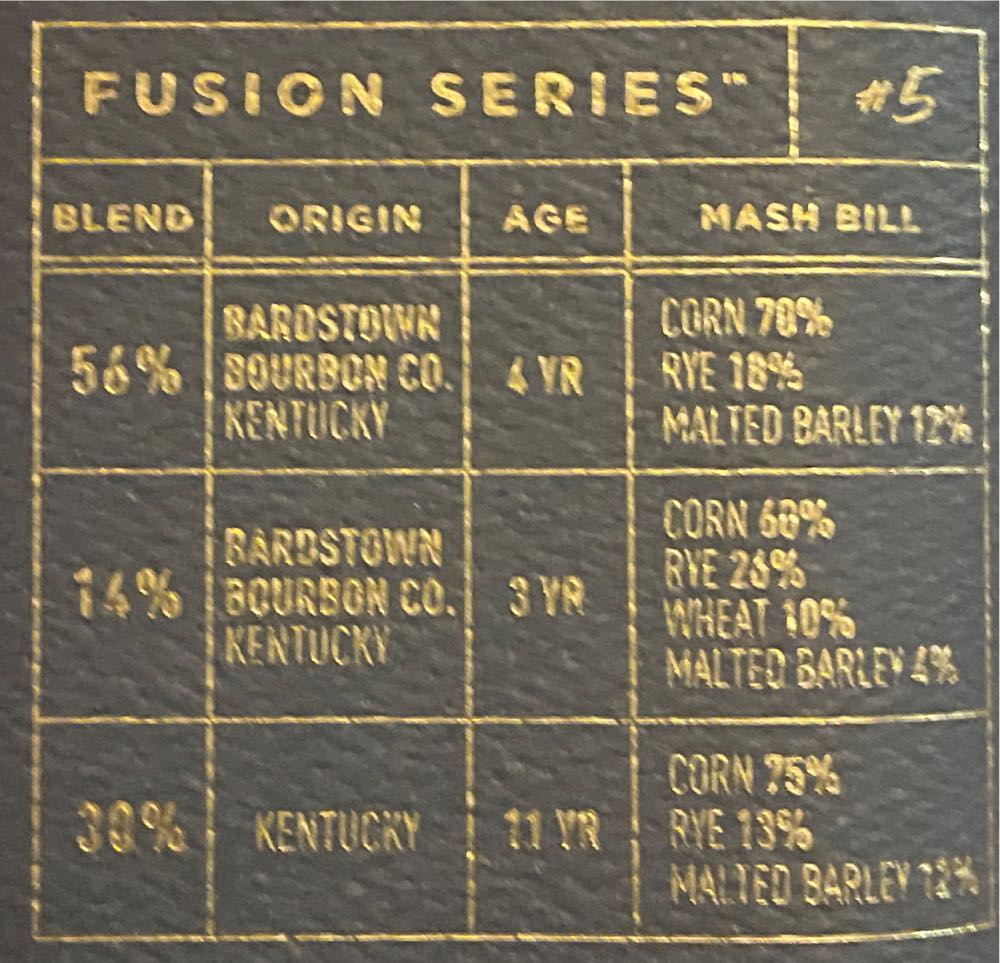 FUSION SERIES™ #5
BLEND ORIGIN AGE MASH BILL
56%
BARDSTOWN
BOURBON CO.
KENTUCKY
4 YR
CORN 70%
RYE 18%
MALTED BARLEY 12%
14%
BARDSTOWN
BOURBON CO.
KENTUCKY
3 YR
CORN 60%
RYE 26%
WHEAT 10%
MALTED BARLEY 4%
30%
KENTUCKY
11 YR
CORN 75%
RYE 13%
MALTED BARLEY 12%